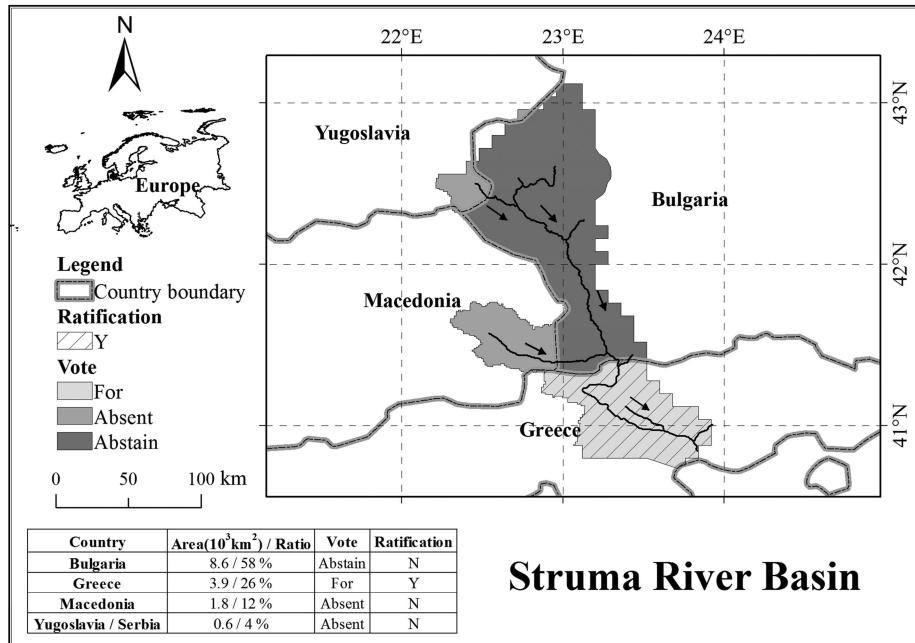 N
22°E 23°E 24°E
43°N
42°N
41°N
Yugoslavia
Bulgaria
Macedonia
Greece
Europe
Legend
Country boundary
Ratification
Y
Vote
For
Absent
Abstain
0 50 100 km
Country Area(10³km²) / Ratio Vote Ratification
Bulgaria 8.6 / 58 % Abstain N
Greece 3.9 / 26 % For Y
Macedonia 1.8 / 12 % Absent N
Yugoslavia / Serbia 0.6 / 4 % Absent N
Struma River Basin